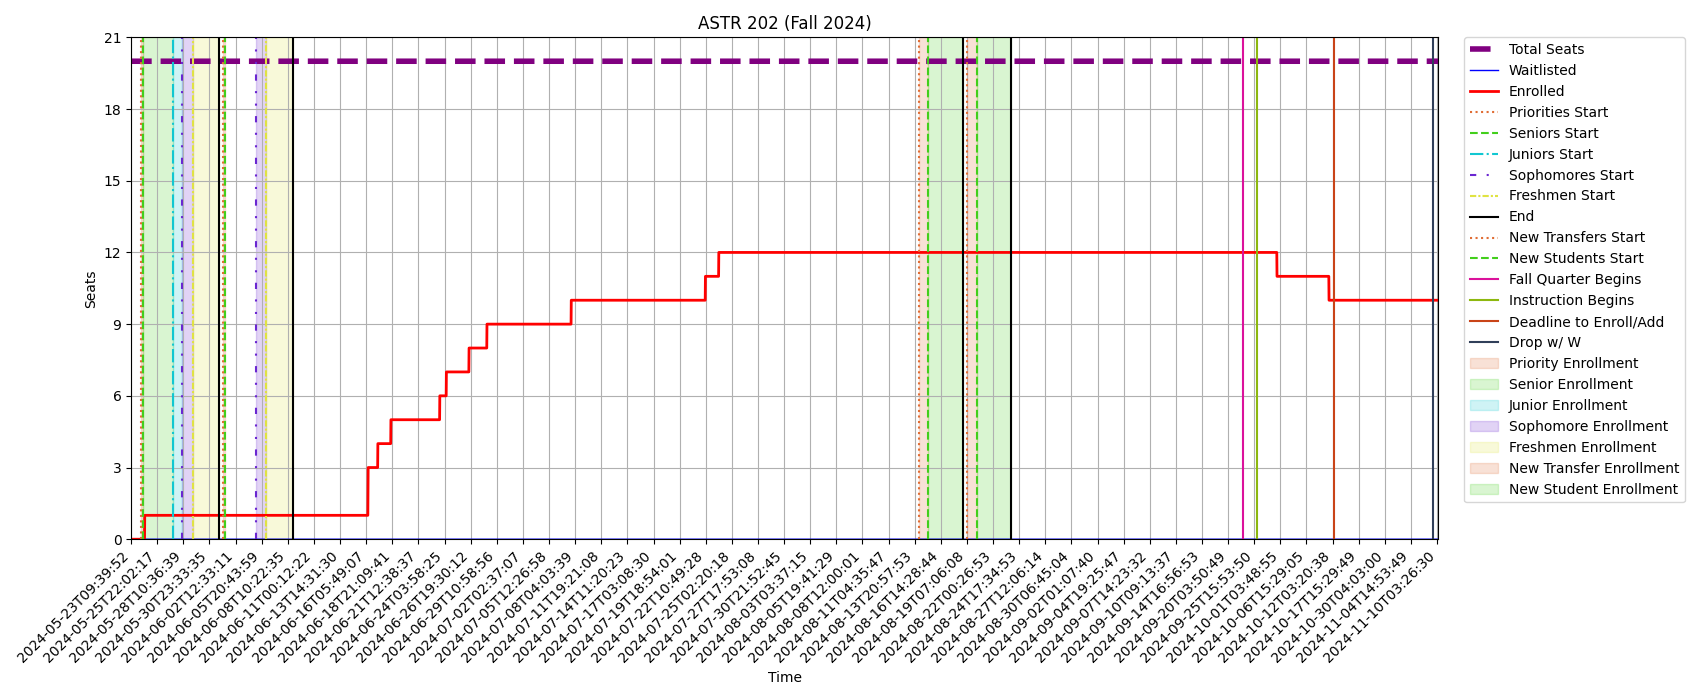 ASTR 202 (Fall 2024)
21
18
15
12
9
6
3
0
Seats
2024-05-23T09:39:52
2024-05-25T22:02:17
2024-05-28T10:36:39
2024-05-30T23:33:35
2024-06-02T12:33:11
2024-06-05T20:43:59
2024-06-08T10:22:35
2024-06-11T00:12:22
2024-06-13T14:31:30
2024-06-16T05:49:07
2024-06-18T21:09:41
2024-06-21T12:38:37
2024-06-24T03:58:25
2024-06-26T19:30:12
2024-06-29T10:58:56
2024-07-02T02:37:07
2024-07-05T12:26:58
2024-07-08T04:03:39
2024-07-11T19:21:08
2024-07-14T11:20:23
2024-07-17T03:08:30
2024-07-19T18:54:01
2024-07-22T10:49:28
2024-07-25T02:20:18
2024-07-27T17:53:08
2024-07-30T21:52:45
2024-08-03T03:37:15
2024-08-05T19:41:29
2024-08-08T12:00:01
2024-08-11T04:35:47
2024-08-13T20:57:53
2024-08-16T14:28:44
2024-08-19T07:06:08
2024-08-22T00:26:53
2024-08-24T17:34:53
2024-08-27T12:06:14
2024-08-30T06:45:04
2024-09-02T01:07:40
2024-09-04T19:25:47
2024-09-07T14:23:32
2024-09-10T09:13:37
2024-09-14T16:56:53
2024-09-20T03:50:49
2024-09-25T15:53:50
2024-10-01T03:48:55
2024-10-06T15:29:05
2024-10-12T03:20:38
2024-10-17T15:29:49
2024-10-30T04:03:00
2024-11-04T14:53:49
2024-11-10T03:26:30
Time
Total Seats
Waitlisted
Enrolled
Priorities Start
Seniors Start
Juniors Start
Sophomores Start
Freshmen Start
End
New Transfers Start
New Students Start
Fall Quarter Begins
Instruction Begins
Deadline to Enroll/Add
Drop w/ W
Priority Enrollment
Senior Enrollment
Junior Enrollment
Sophomore Enrollment
Freshmen Enrollment
New Transfer Enrollment
New Student Enrollment